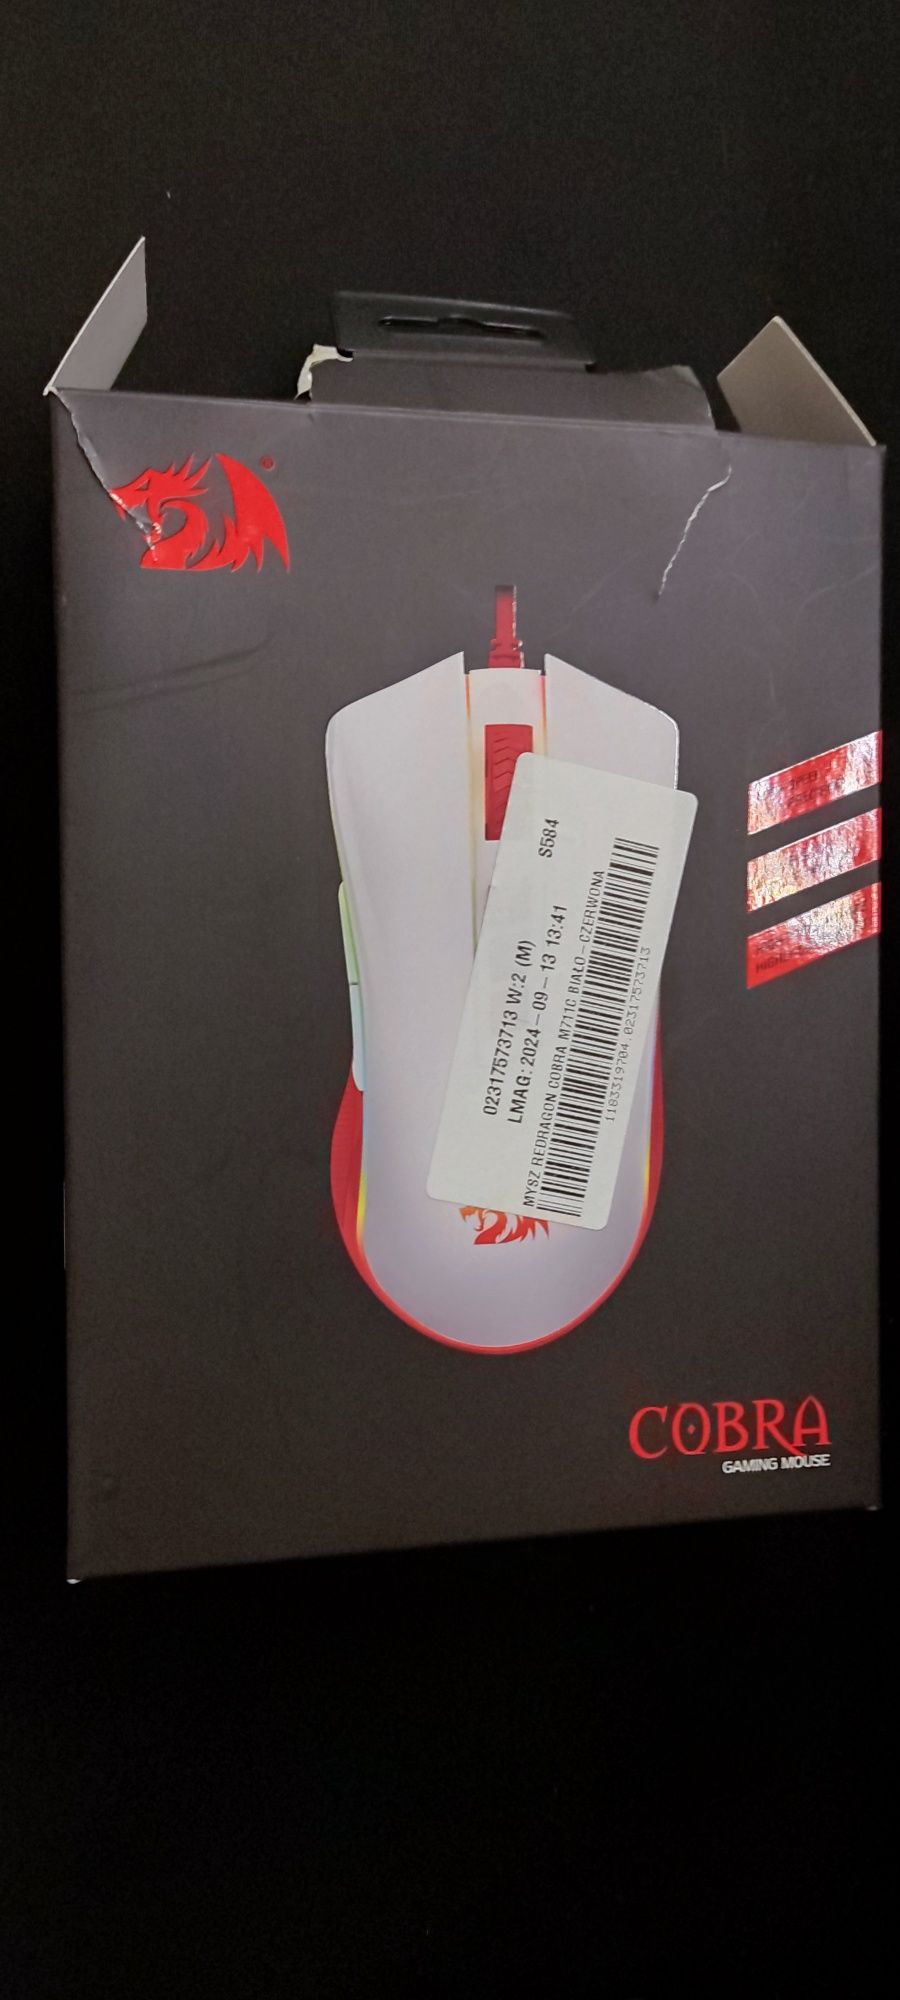 ®
S584
02317573713 W:2 (M)
LMAG: 2024-09-13 13:41
MYSZ REDRAGON COBRA M711C BIAŁO-CZERWONA
1183319704.02317573713
COBRA
GAMING MOUSE